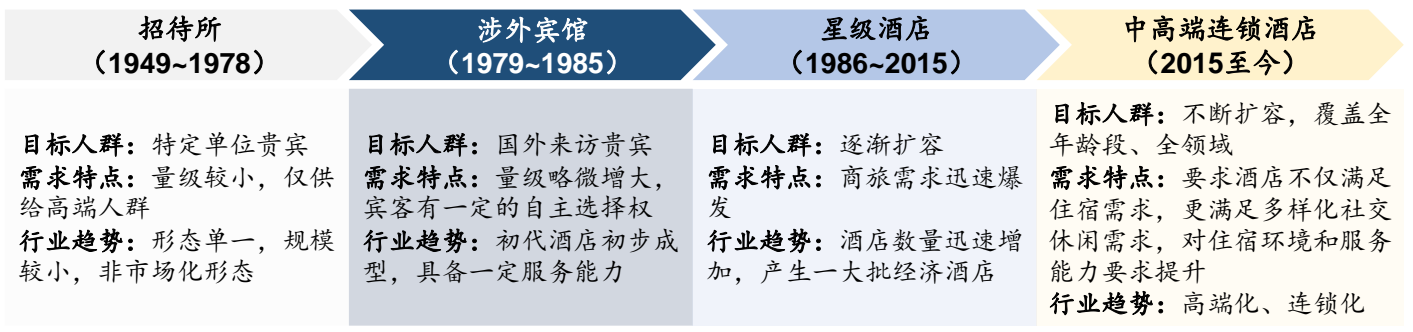 招待所
（1949~1978）
涉外宾馆
（1979~1985）
星级酒店
（1986~2015）
中高端连锁酒店
（2015至今）
目标人群：特定单位贵宾
需求特点：量级较小，仅供
给高端人群
行业趋势：形态单一，规模
较小，非市场化形态
目标人群：国外来访贵宾
需求特点：量级略微增大，
宾客有一定的自主选择权
行业趋势：初代酒店初步成
型，具备一定服务能力
目标人群：逐渐扩容
需求特点：商旅需求迅速爆
发
行业趋势：酒店数量迅速增
加，产生一大批经济酒店
目标人群：不断扩容，覆盖全
年龄段、全领域
需求特点：要求酒店不仅满足
住宿需求，更满足多样化社交
休闲需求，对住宿环境和服务
能力要求提升
行业趋势：高端化、连锁化